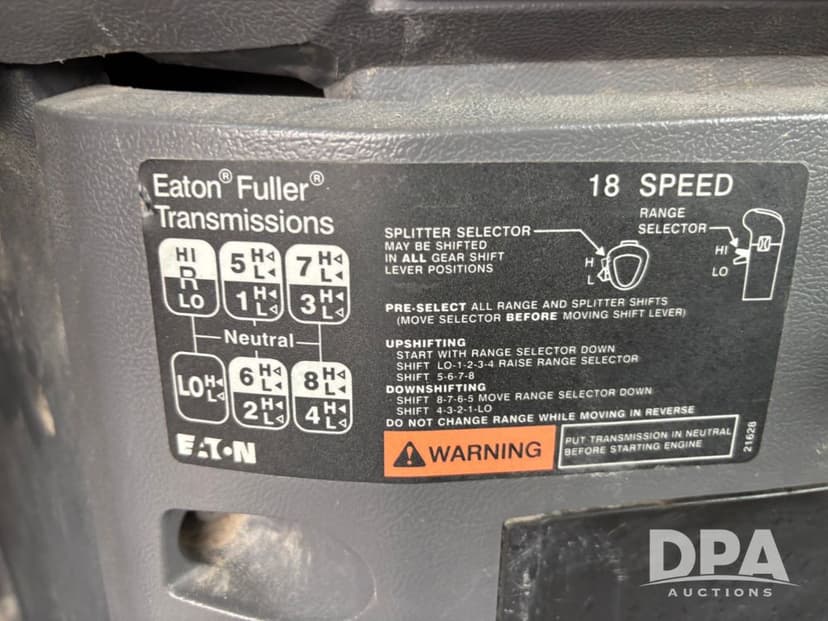 Eaton® Fuller®
Transmissions
18 SPEED
HI
R
LO
5 H L
1 H L
7 H L
3 H L
Neutral
LO H L
6 H L
2 H L
8 H L
4 H L
EATON
SPLITTER SELECTOR
MAY BE SHIFTED
IN ALL GEAR SHIFT
LEVER POSITIONS
H
L
RANGE
SELECTOR
HI
LO
PRE-SELECT ALL RANGE AND SPLITTER SHIFTS
(MOVE SELECTOR BEFORE MOVING SHIFT LEVER)
UPSHIFTING
START WITH RANGE SELECTOR DOWN
SHIFT LO-1-2-3-4 RAISE RANGE SELECTOR
SHIFT 5-6-7-8
DOWNSHIFTING
SHIFT 8-7-6-5 MOVE RANGE SELECTOR DOWN
SHIFT 4-3-2-1-LO
DO NOT CHANGE RANGE WHILE MOVING IN REVERSE
WARNING
PUT TRANSMISSION IN NEUTRAL
BEFORE STARTING ENGINE
21628
DPA
AUCTIONS